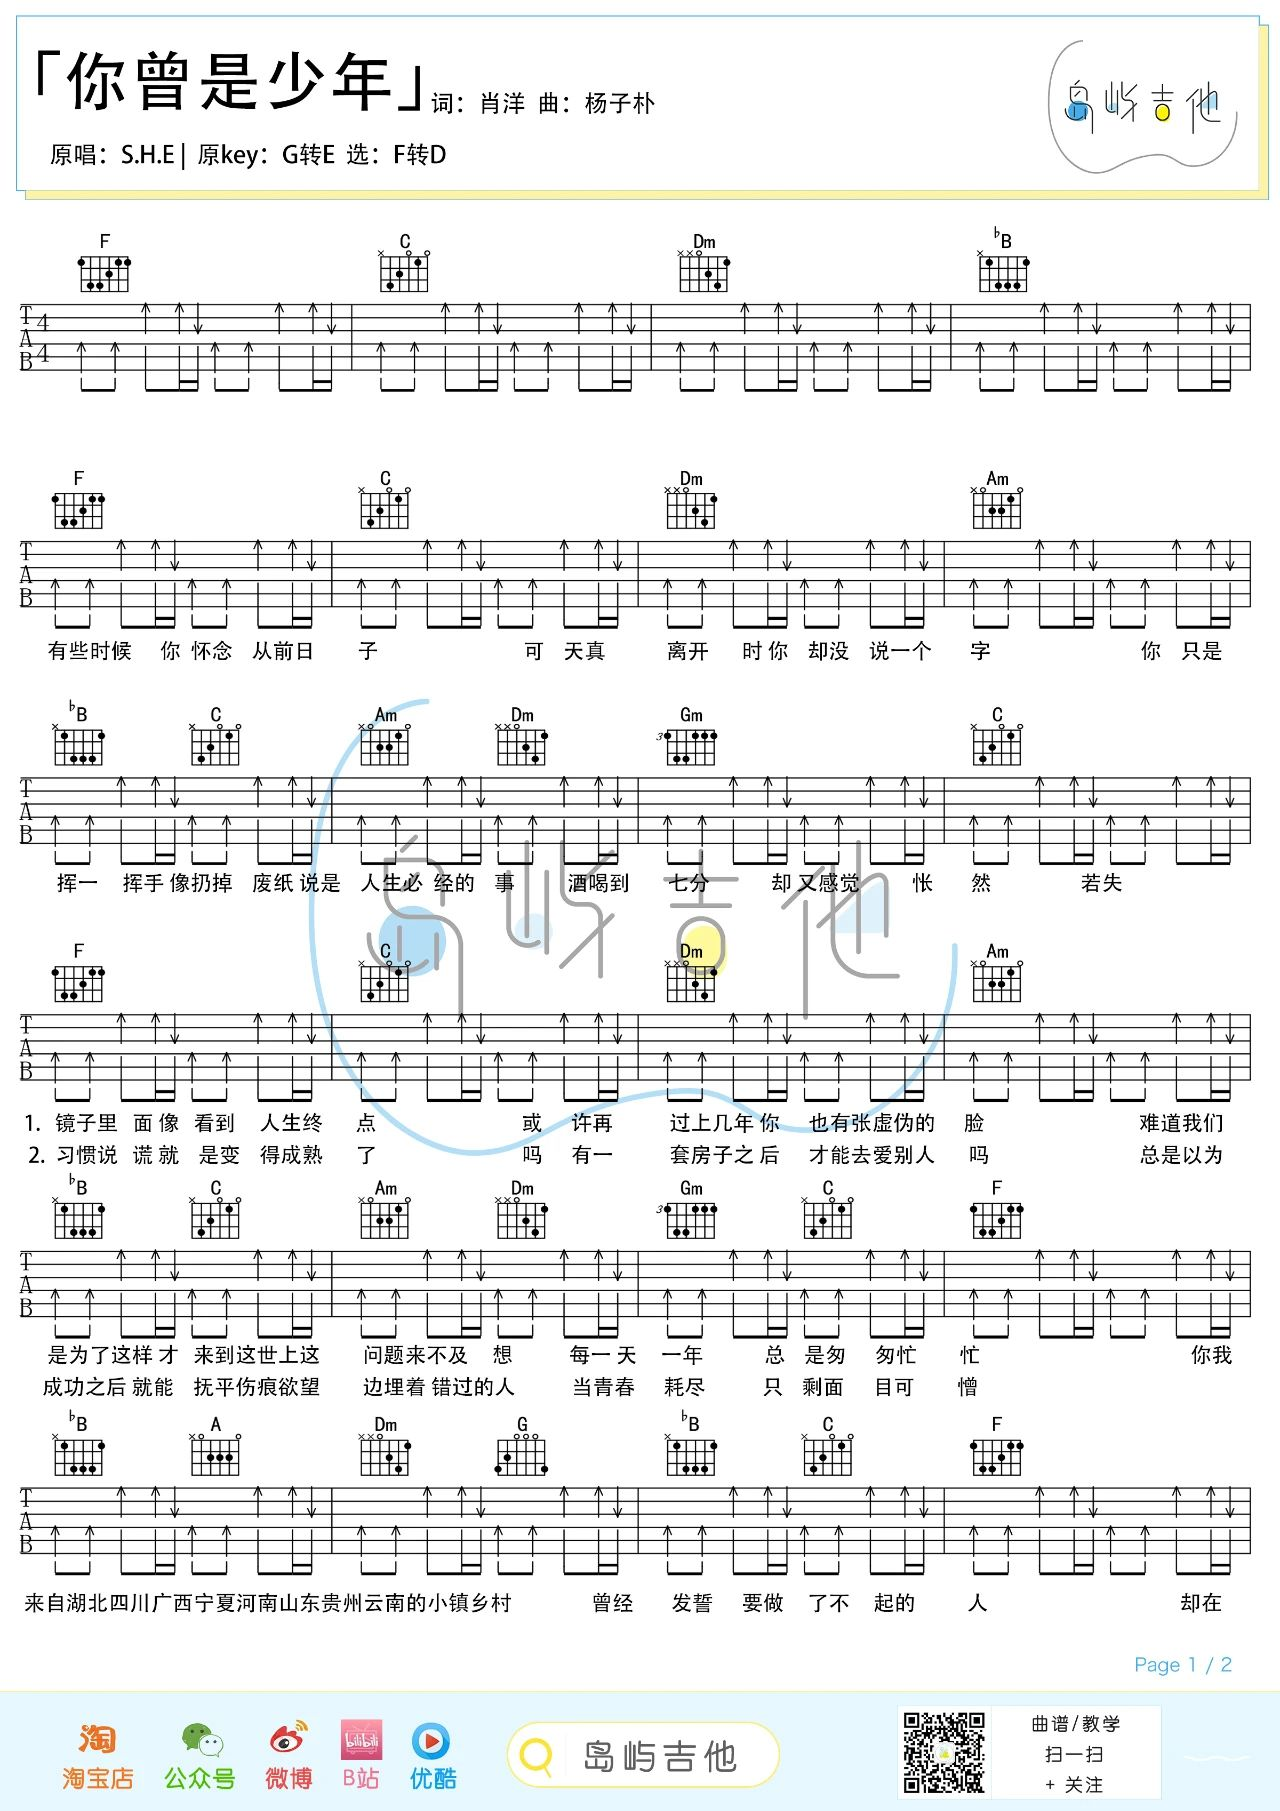 「你曾是少年」词：肖洋 曲：杨子朴
岛屿吉他
原唱：S.H.E | 原key：G转E 选：F转D
F C Dm ♭B
T A B 4 4
F C Dm Am
T A B
有些时候 你 怀念 从前日 子 可 天真 离开 时 你 却没 说一个 字 你 只是
♭B C Am Dm Gm C
3
T A B
挥一 挥手 像扔掉 废纸 说是 人生必 经的 事 酒喝到 七分 却 又感觉 怅 然 若失
岛屿吉他
F C Dm Am
T A B
1. 镜子里 面像 看到 人生终 点 或 许再 过上几年 你 也有张虚伪的 脸 难道我们
2. 习惯说 谎就 是变 得成熟 了 吗 有一 套房子之后 才能去爱别人 吗 总是以为
♭B C Am Dm Gm C F
3
T A B
是为了这样 才 来到这世上这 问题来不及 想 每一天 一年 总 是匆 匆忙 忙 你我
成功之后 就能 抚平伤痕欲望 边埋着 错过的人 当青春 耗尽 只 剩面 目可 憎
♭B A Dm G ♭B C F
T A B
来自湖北四川广西宁夏河南山东贵州云南的小镇乡村 曾经 发誓 要做 了不 起的 人 却在
Page 1 / 2
淘
bilibili
淘宝店 公众号 微博 B站 优酷
岛屿吉他
曲谱/教学
扫一扫
+ 关注